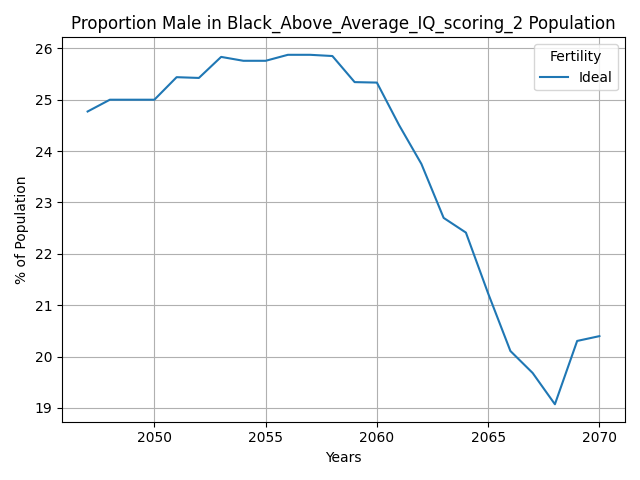 Proportion Male in Black_Above_Average_IQ_scoring_2 Population
26
25
24
23
22
21
20
19
% of Population
Fertility
Ideal
2050 2055 2060 2065 2070
Years